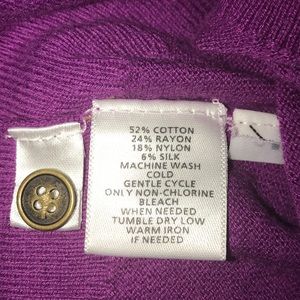 52% COTTON
24% RAYON
18% NYLON
6% SILK
MACHINE WASH
COLD
GENTLE CYCLE
ONLY NON-CHLORINE
BLEACH
WHEN NEEDED
TUMBLE DRY LOW
WARM IRON
IF NEEDED